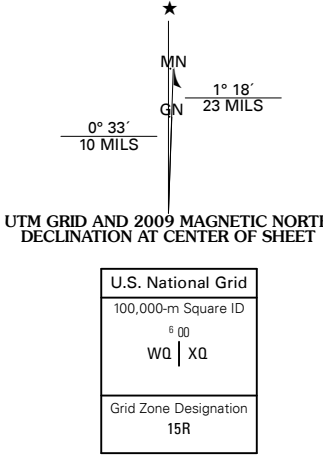 ★
MN
1° 18´
GN
23 MILS
0° 33´
10 MILS
UTM GRID AND 2009 MAGNETIC NORTH
DECLINATION AT CENTER OF SHEET
U.S. National Grid
100,000-m Square ID
6 00
WQ | XQ
Grid Zone Designation
15R